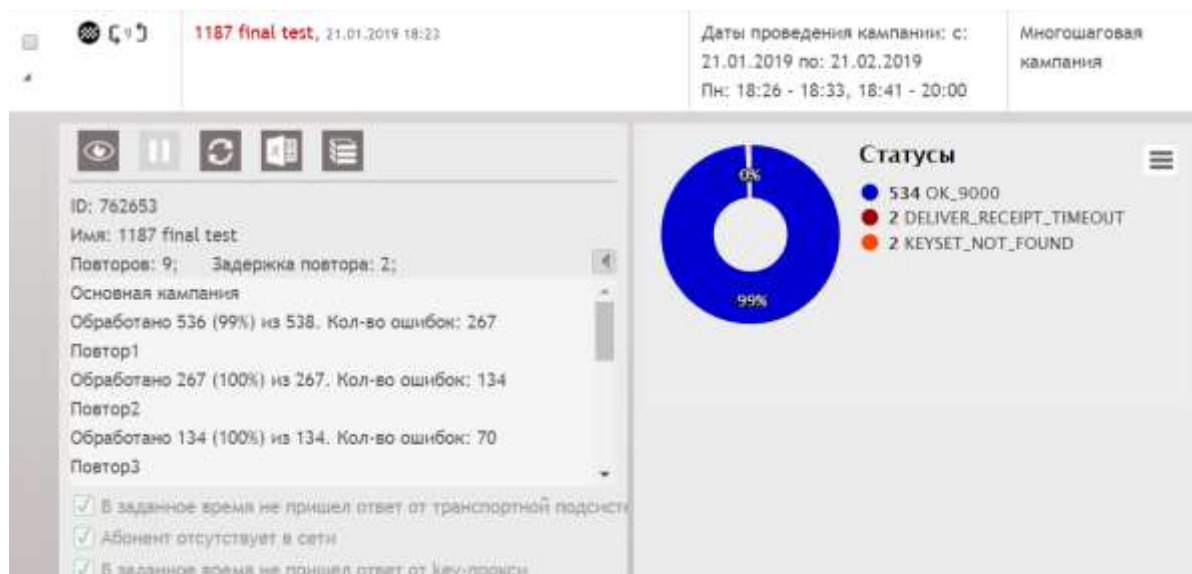 1187 final test, 21.01.2019 18:23
Даты проведения кампании: с:
21.01.2019 по: 21.02.2019
Пн: 18:26 - 18:33, 18:41 - 20:00
Многошаговая
кампания
ID: 762653
Имя: 1187 final test
Повторов: 9; Задержка повтора: 2;
Основная кампания
Обработано 536 (99%) из 538. Кол-во ошибок: 267
Повтор1
Обработано 267 (100%) из 267. Кол-во ошибок: 134
Повтор2
Обработано 134 (100%) из 134. Кол-во ошибок: 70
Повтор3
В заданное время не пришел ответ от транспортной подсист
Абонент отсутствует в сети
В заданное время не пришел ответ от key-прокси
Статусы
534 OK_9000
2 DELIVER_RECEIPT_TIMEOUT
2 KEYSET_NOT_FOUND
0%
99%